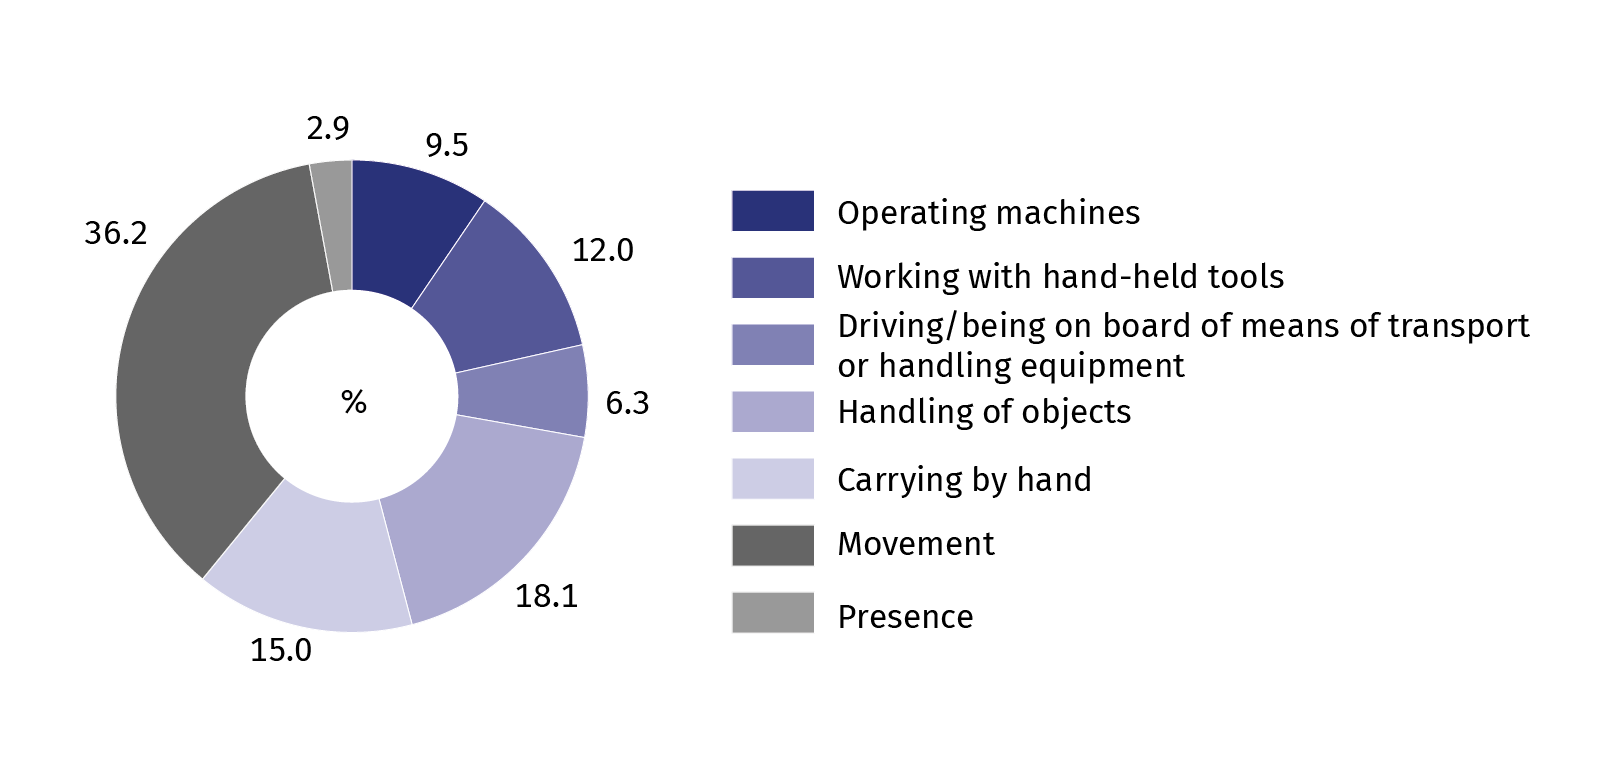 2.9
9.5
36.2
12.0
%
6.3
18.1
15.0
Operating machines
Working with hand-held tools
Driving/being on board of means of transport
or handling equipment
Handling of objects
Carrying by hand
Movement
Presence